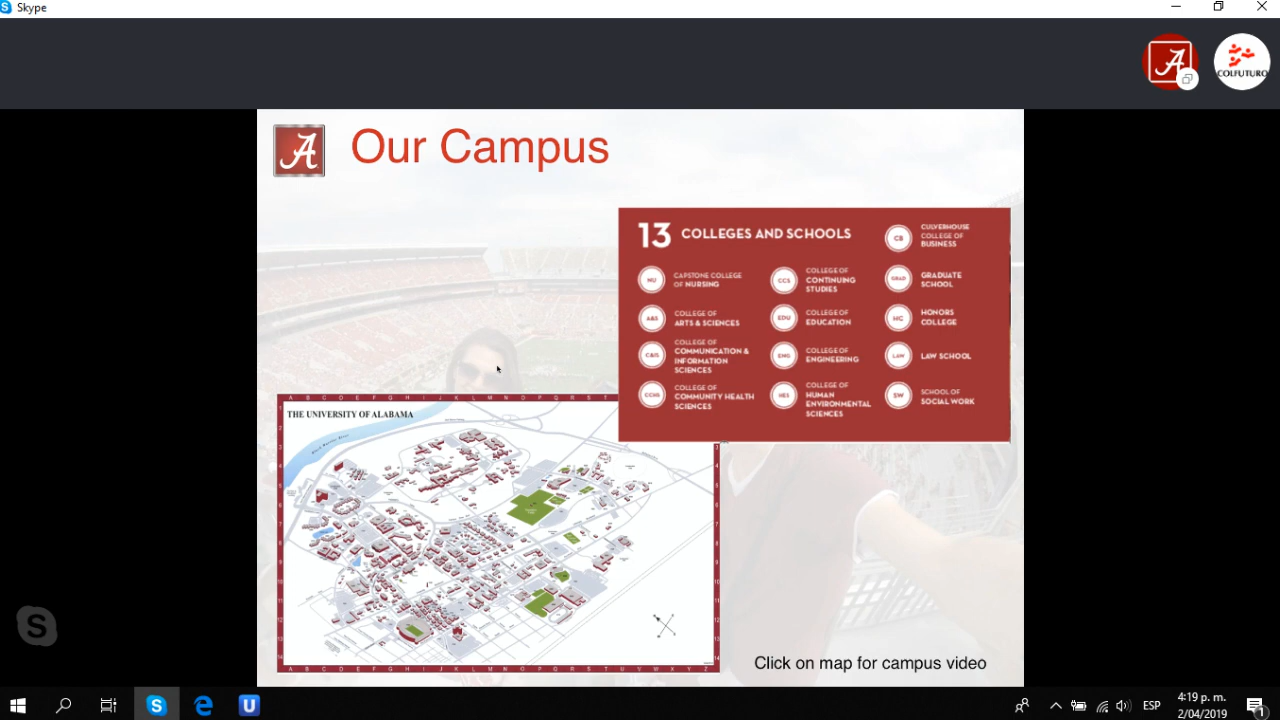 Skype
COLFUTURO
A
Our Campus
13 COLLEGES AND SCHOOLS
NU
CAPSTONE COLLEGE
OF NURSING
A&S
COLLEGE OF
ARTS & SCIENCES
C&IS
COLLEGE OF
COMMUNICATION &
INFORMATION
SCIENCES
CCHS
COLLEGE OF
COMMUNITY HEALTH
SCIENCES
CCS
COLLEGE OF
CONTINUING
STUDIES
EDU
COLLEGE OF
EDUCATION
ENG
COLLEGE OF
ENGINEERING
HES
COLLEGE OF
HUMAN
ENVIRONMENTAL
SCIENCES
CB
CULVERHOUSE
COLLEGE OF
BUSINESS
GRAD
GRADUATE
SCHOOL
HC
HONORS
COLLEGE
LAW
LAW SCHOOL
SW
SCHOOL OF
SOCIAL WORK
THE UNIVERSITY OF ALABAMA
Click on map for campus video
ESP
4:19 p. m.
2/04/2019